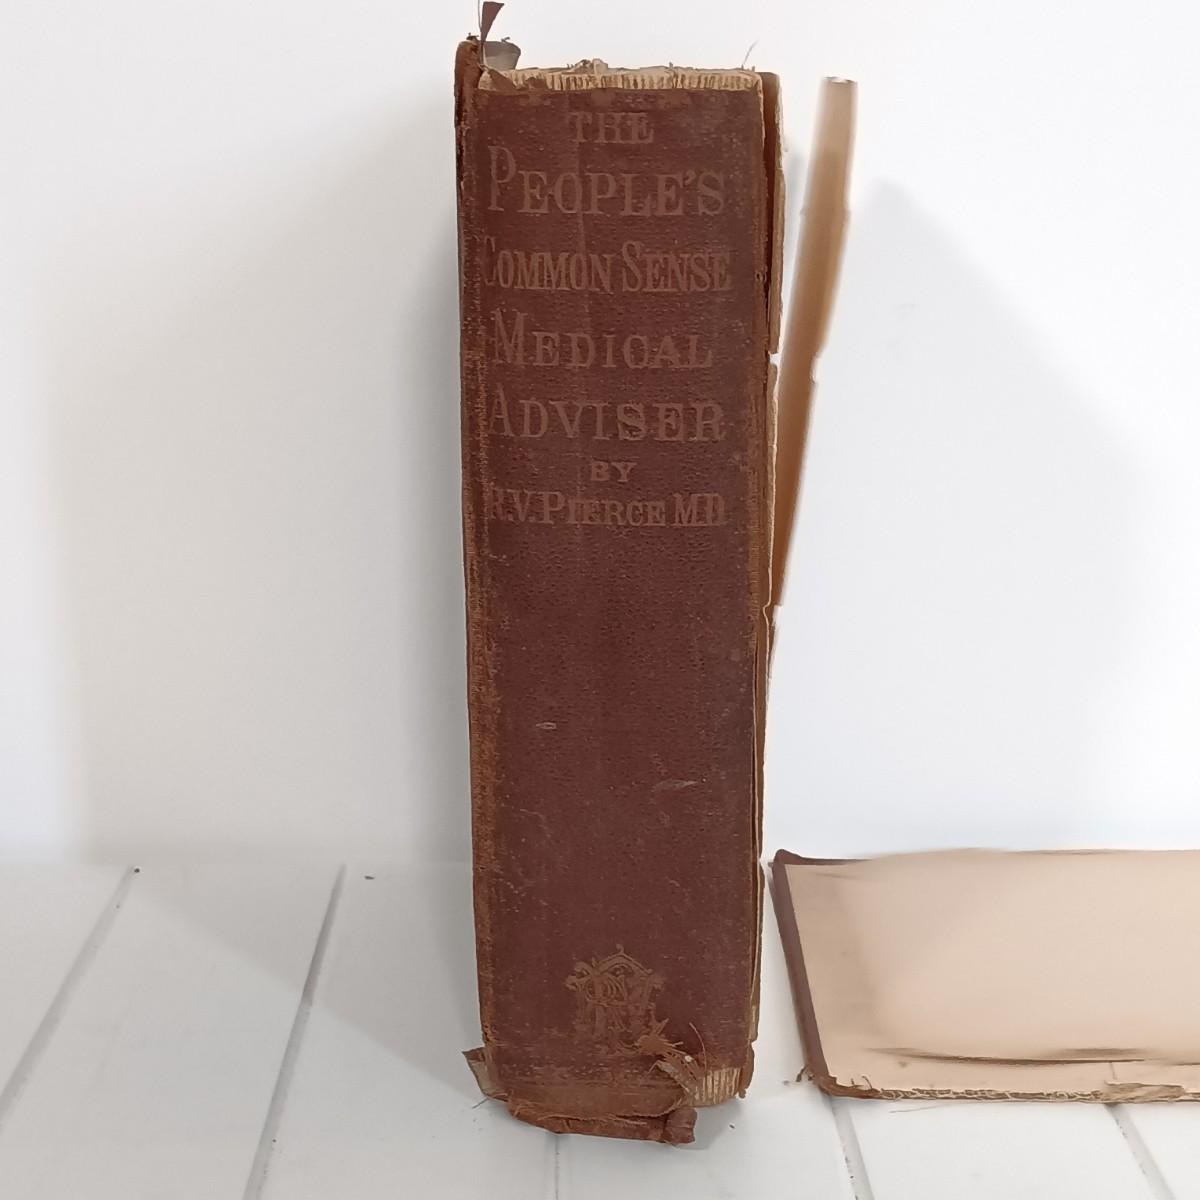 THE
PEOPLE'S
COMMON SENSE
MEDICAL
ADVISER
BY
R.V. PIERCE M.D.